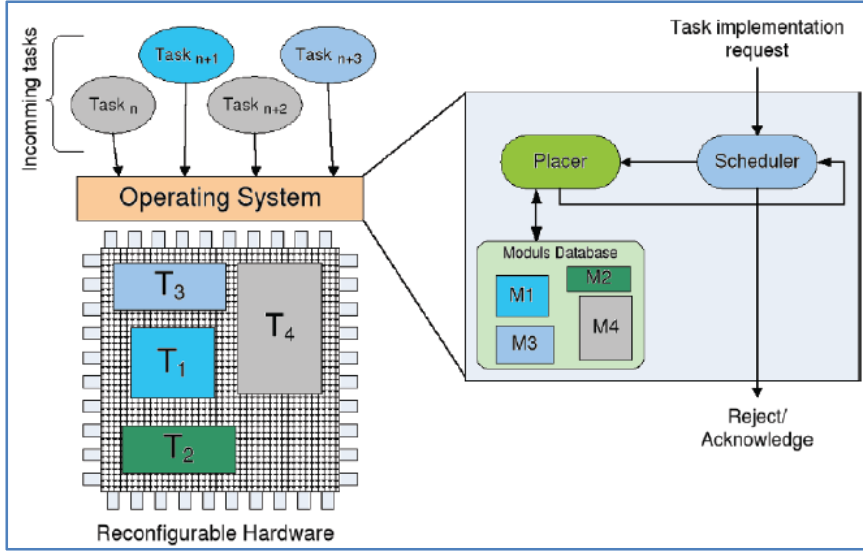 Incomming tasks
Task n
Task n+1
Task n+2
Task n+3
Operating System
T3
T4
T1
T2
Reconfigurable Hardware
Task implementation
request
Placer
Scheduler
Moduls Database
M1
M2
M3
M4
Reject/
Acknowledge